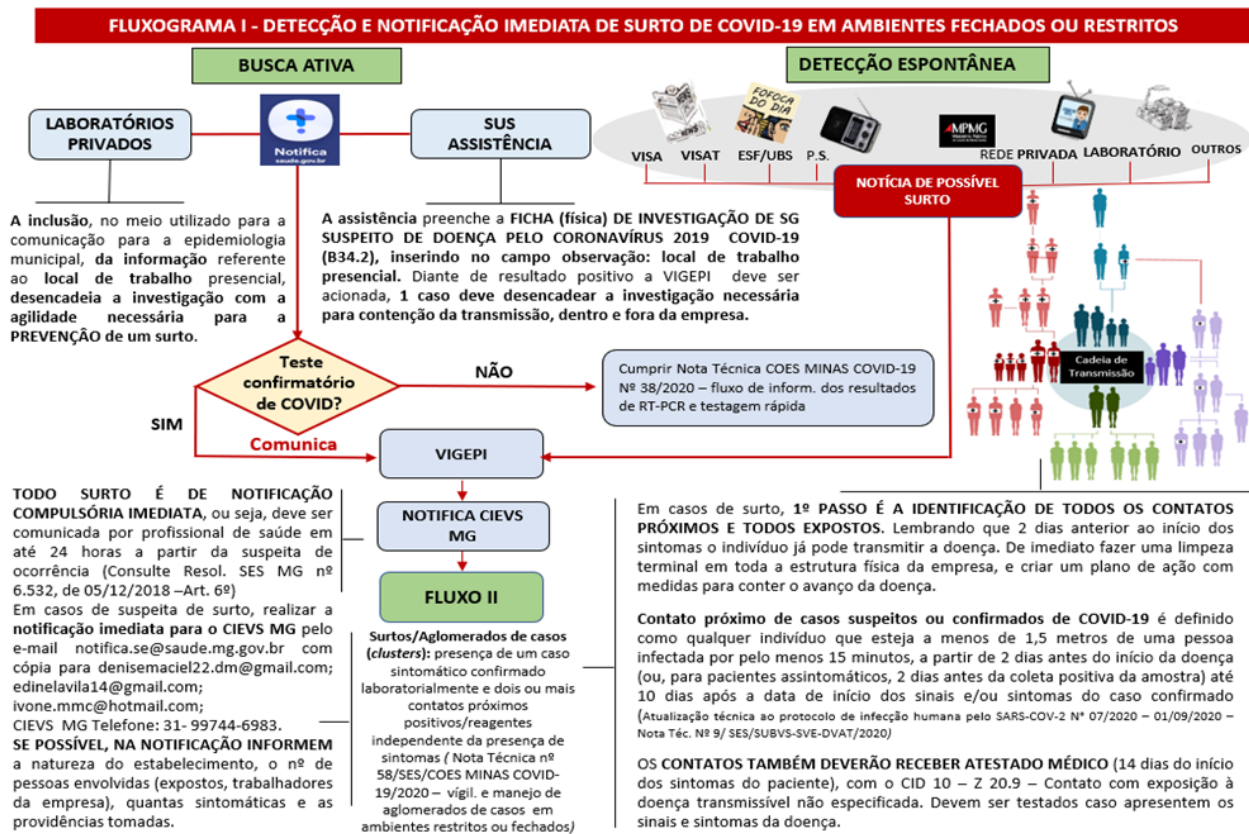 FLUXOGRAMA I - DETECÇÃO E NOTIFICAÇÃO IMEDIATA DE SURTO DE COVID-19 EM AMBIENTES FECHADOS OU RESTRITOS
BUSCA ATIVA
DETECÇÃO ESPONTÂNEA
LABORATÓRIOS
PRIVADOS
Notifica
saude.gov.br
SUS
ASSISTÊNCIA
NEWS
FOFOCA
DO DIA
MPMG
VISA
VISAT
ESF/UBS
P.S.
REDE PRIVADA
LABORATÓRIO
OUTROS
NOTÍCIA DE POSSÍVEL
SURTO
A inclusão, no meio utilizado para a
comunicação para a epidemiologia
municipal, da informação referente
ao local de trabalho presencial,
desencadeia a investigação com a
agilidade necessária para a
PREVENÇÃO de um surto.
A assistência preenche a FICHA (física) DE INVESTIGAÇÃO DE SG
SUSPEITO DE DOENÇA PELO CORONAVÍRUS 2019 COVID-19
(B34.2), inserindo no campo observação: local de trabalho
presencial. Diante de resultado positivo a VIGEPI deve ser
acionada, 1 caso deve desencadear a investigação necessária
para contenção da transmissão, dentro e fora da empresa.
Teste
confirmatório
de COVID?
NÃO
SIM
Comunica
Cumprir Nota Técnica COES MINAS COVID-19
Nº 38/2020 – fluxo de inform. dos resultados
de RT-PCR e testagem rápida
Cadeia de
Transmissão
VIGEPI
NOTIFICA CIEVS
MG
FLUXO II
TODO SURTO É DE NOTIFICAÇÃO
COMPULSÓRIA IMEDIATA, ou seja, deve ser
comunicada por profissional de saúde em
até 24 horas a partir da suspeita de
ocorrência (Consulte Resol. SES MG nº
6.532, de 05/12/2018 –Art. 6º)
Em casos de suspeita de surto, realizar a
notificação imediata para o CIEVS MG pelo
e-mail notifica.se@saude.mg.gov.br com
cópia para denisemaciel22.dm@gmail.com;
edinelavila14@gmail.com;
ivone.mmc@hotmail.com;
CIEVS MG Telefone: 31- 99744-6983.
SE POSSÍVEL, NA NOTIFICAÇÃO INFORMEM
a natureza do estabelecimento, o nº de
pessoas envolvidas (expostos, trabalhadores
da empresa), quantas sintomáticas e as
providências tomadas.
Surtos/Aglomerados de casos
(clusters): presença de um caso
sintomático confirmado
laboratorialmente e dois ou mais
contatos próximos
positivos/reagentes
independente da presença de
sintomas ( Nota Técnica nº
58/SES/COES MINAS COVID-
19/2020 – vígil. e manejo de
aglomerados de casos em
ambientes restritos ou fechados)
Em casos de surto, 1º PASSO É A IDENTIFICAÇÃO DE TODOS OS CONTATOS
PRÓXIMOS E TODOS EXPOSTOS. Lembrando que 2 dias anterior ao início dos
sintomas o indivíduo já pode transmitir a doença. De imediato fazer uma limpeza
terminal em toda a estrutura física da empresa, e criar um plano de ação com
medidas para conter o avanço da doença.
Contato próximo de casos suspeitos ou confirmados de COVID-19 é definido
como qualquer indivíduo que esteja a menos de 1,5 metros de uma pessoa
infectada por pelo menos 15 minutos, a partir de 2 dias antes do início da doença
(ou, para pacientes assintomáticos, 2 dias antes da coleta positiva da amostra) até
10 dias após a data de início dos sinais e/ou sintomas do caso confirmado
(Atualização técnica ao protocolo de infecção humana pelo SARS-COV-2 N° 07/2020 – 01/09/2020 –
Nota Téc. Nº 9/ SES/SUBVS-SVE-DVAT/2020)
OS CONTATOS TAMBÉM DEVERÃO RECEBER ATESTADO MÉDICO (14 dias do início
dos sintomas do paciente), com o CID 10 – Z 20.9 – Contato com exposição à
doença transmissível não especificada. Devem ser testados caso apresentem os
sinais e sintomas da doença.